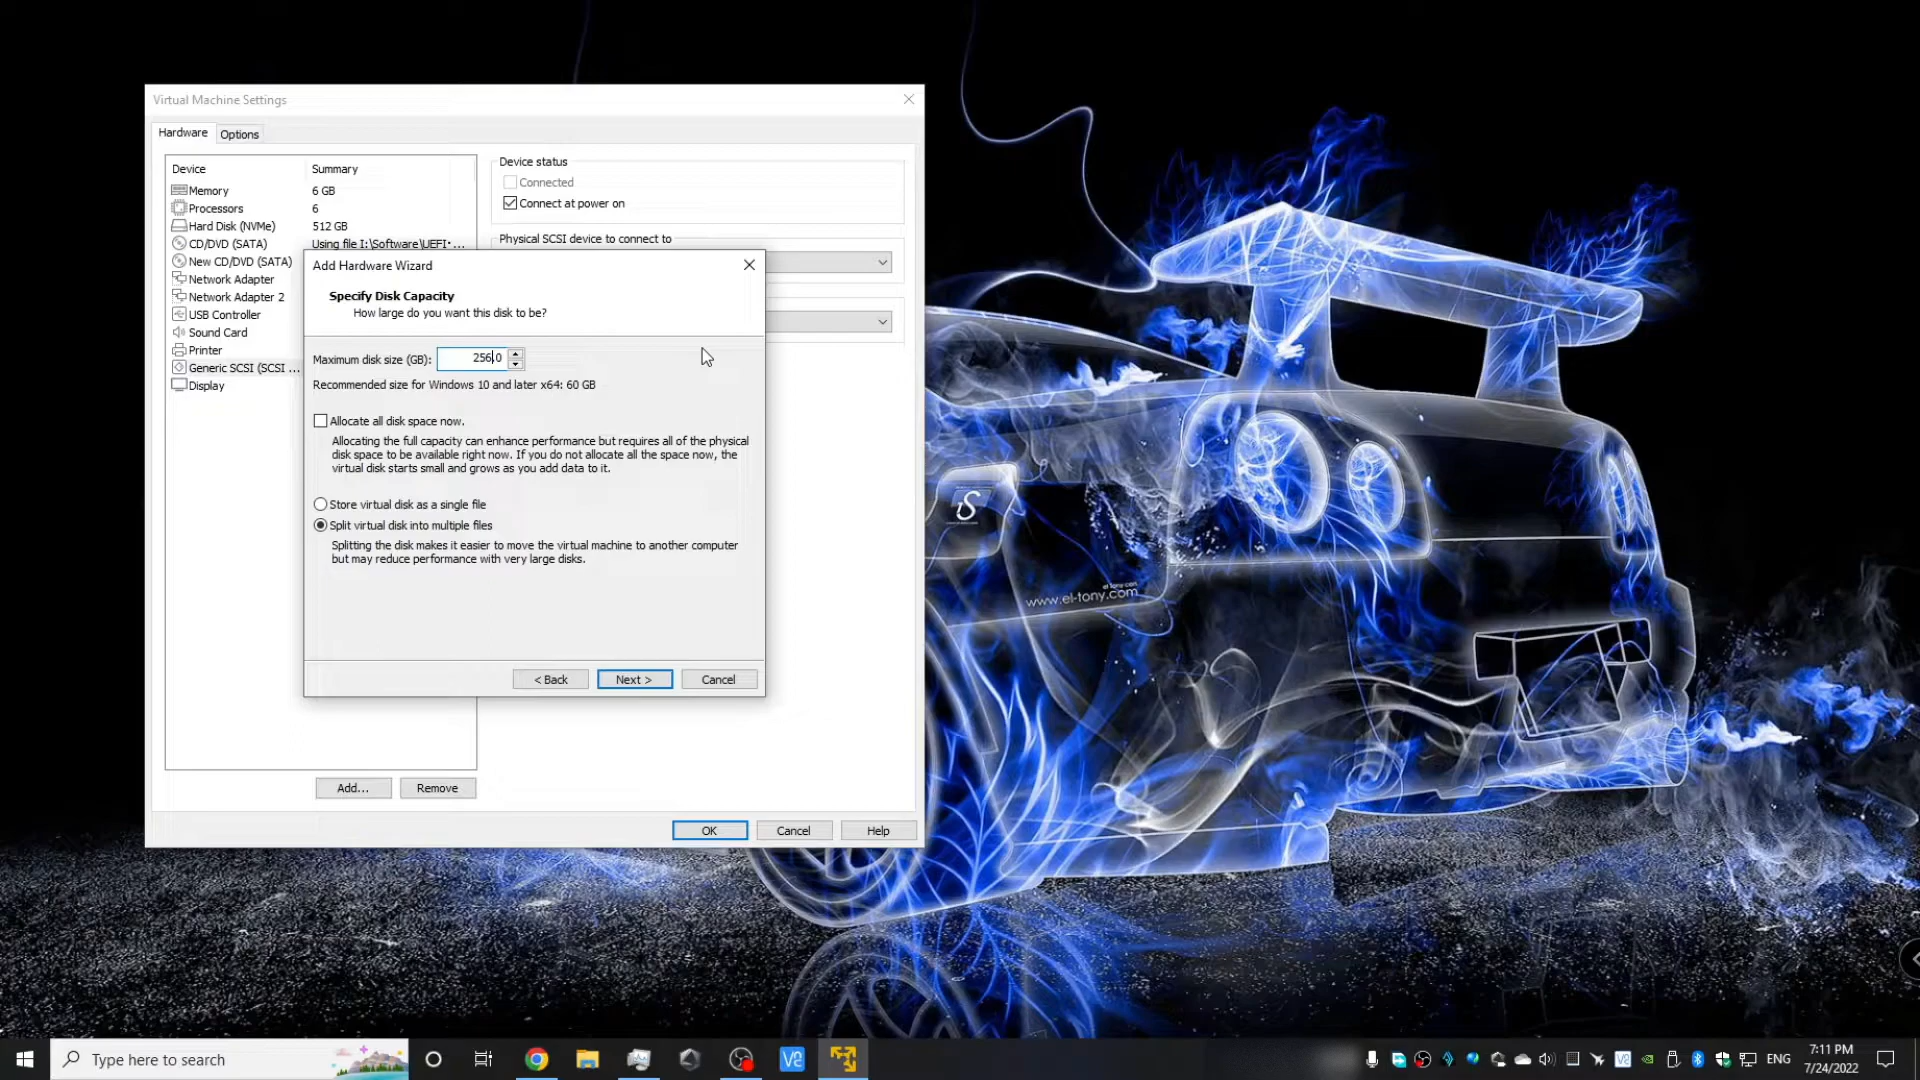 Virtual Machine Settings
Hardware
Options
Device
Summary
Memory
6 GB
Processors
6
Hard Disk (NVMe)
512 GB
CD/DVD (SATA)
Using file I:\Software\UEFI• ...
New CD/DVD (SATA)
Network Adapter
Network Adapter 2
USB Controller
Sound Card
Printer
Generic SCSI (SCSI ...
Display
Device status
Connected
Connect at power on
Physical SCSI device to connect to
Add Hardware Wizard
Specify Disk Capacity
How large do you want this disk to be?
Maximum disk size (GB):
256.0
Recommended size for Windows 10 and later x64: 60 GB
Allocate all disk space now.
Allocating the full capacity can enhance performance but requires all of the physical
disk space to be available right now. If you do not allocate all the space now, the
virtual disk starts small and grows as you add data to it.
Store virtual disk as a single file
Split virtual disk into multiple files
Splitting the disk makes it easier to move the virtual machine to another computer
but may reduce performance with very large disks.
< Back
Next >
Cancel
Add...
Remove
OK
Cancel
Help
el tony cars
www.el-tony.com
Type here to search
ENG
7:11 PM
7/24/2022